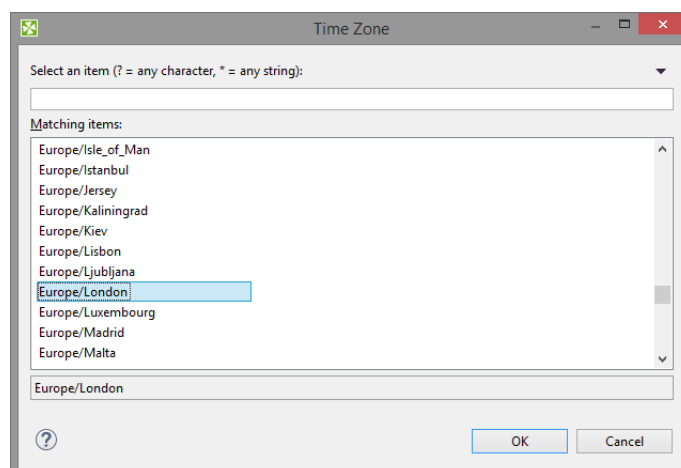 Time Zone
Select an item (? = any character, * = any string):
Matching items:
Europe/Isle_of_Man
Europe/Istanbul
Europe/Jersey
Europe/Kaliningrad
Europe/Kiev
Europe/Lisbon
Europe/Ljubljana
Europe/London
Europe/Luxembourg
Europe/Madrid
Europe/Malta
Europe/London
? OK Cancel